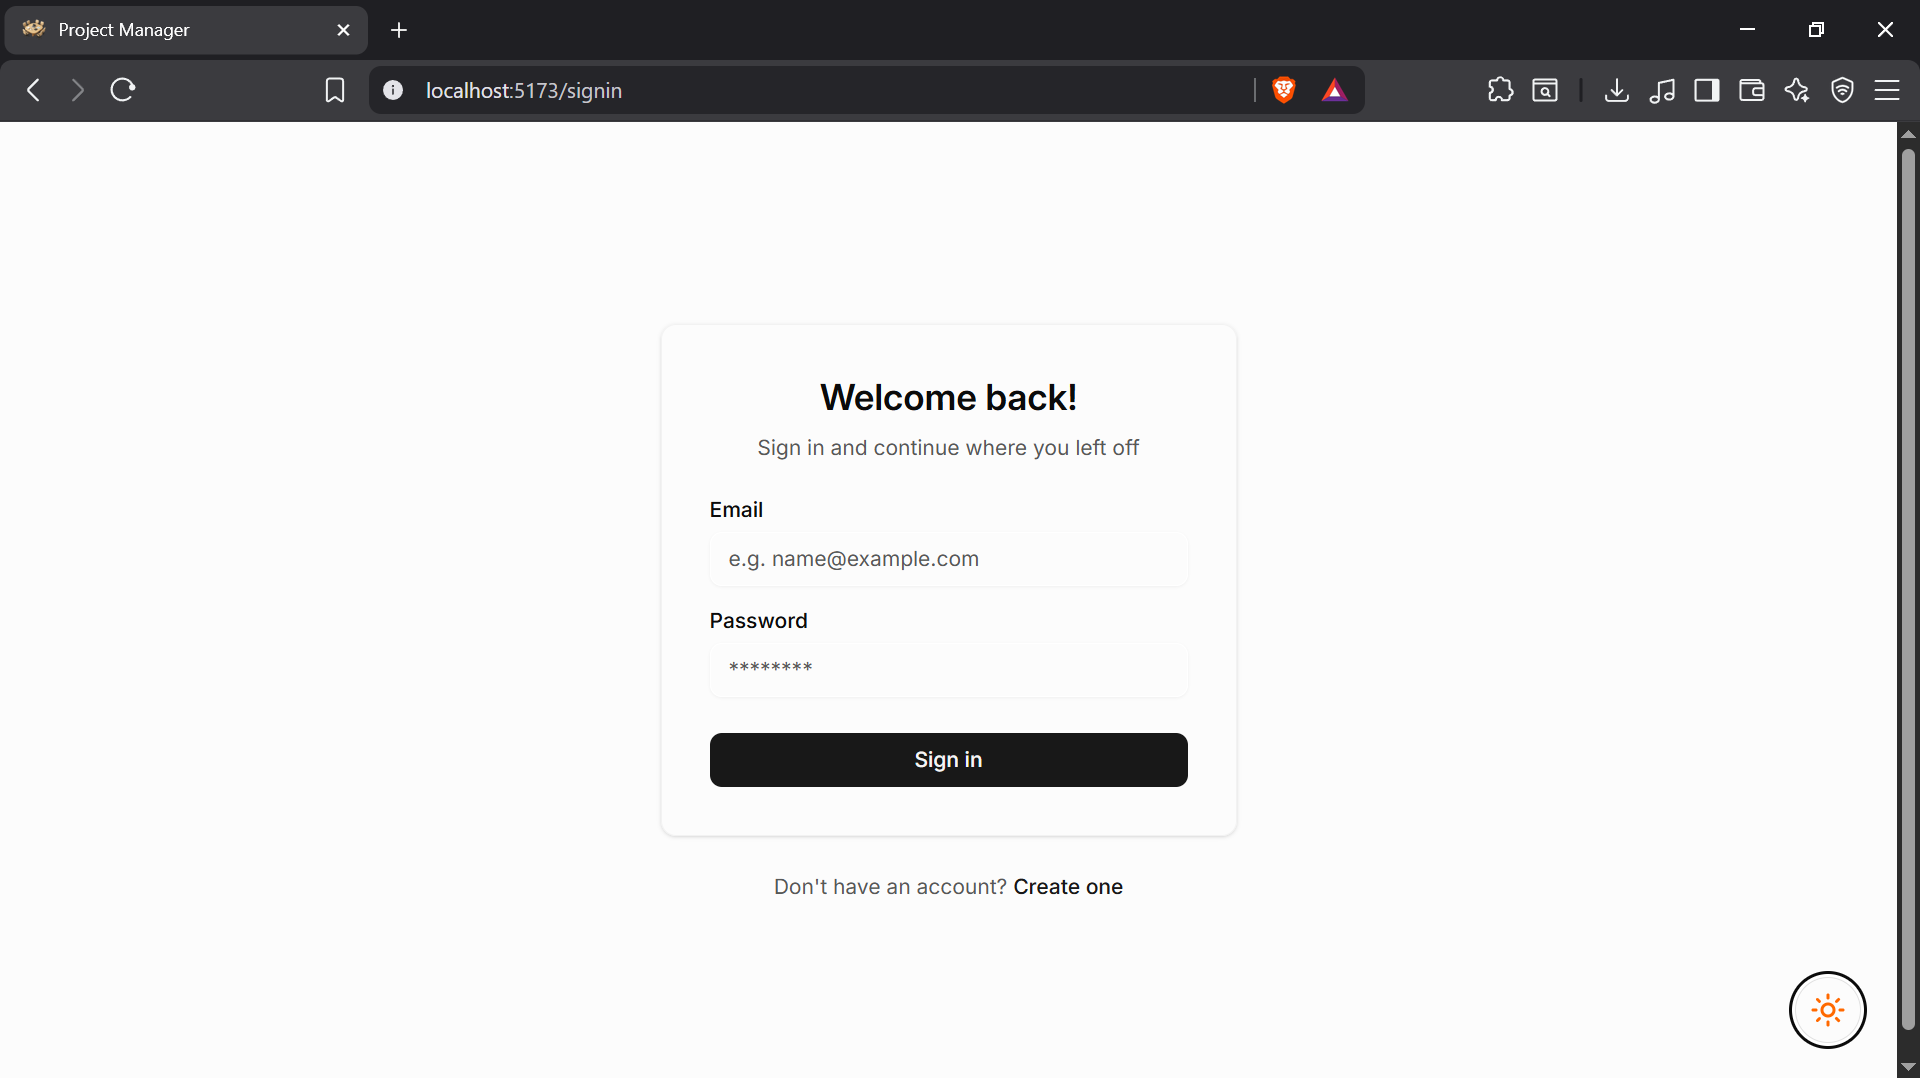 Project Manager
localhost:5173/signin
Welcome back!
Sign in and continue where you left off
Email
e.g. name@example.com
Password
********
Sign in
Don't have an account? Create one